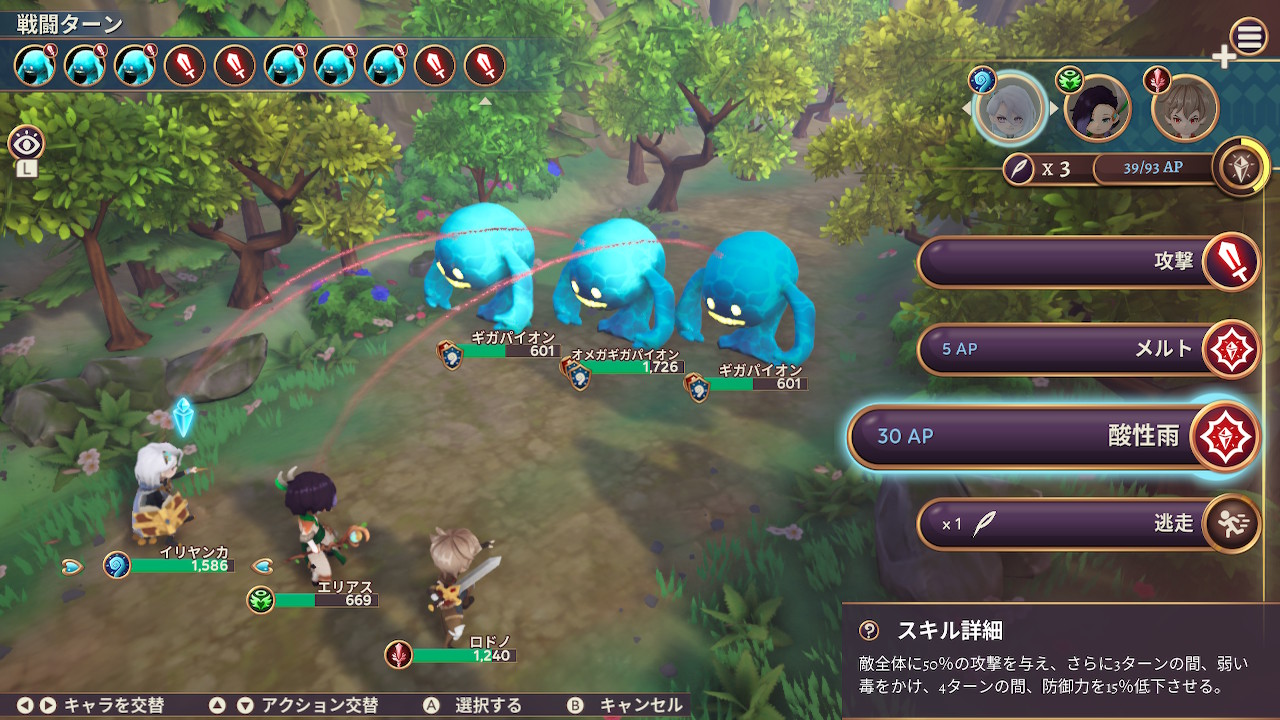 戦闘ターン
L
x 3
39/93 AP
攻撃
5 AP
メルト
30 AP
酸性雨
x 1
逃走
ギガパイオン
601
オメガギガパイオン
1,726
ギガパイオン
601
イリヤンカ
1,586
エリアス
669
ロドノ
1,240
? スキル詳細
敵全体に50%の攻撃を与え、さらに3ターンの間、弱い
毒をかけ、4ターンの間、防御力を15%低下させる。
キャラを交替 アクション交替 A 選択する B キャンセル